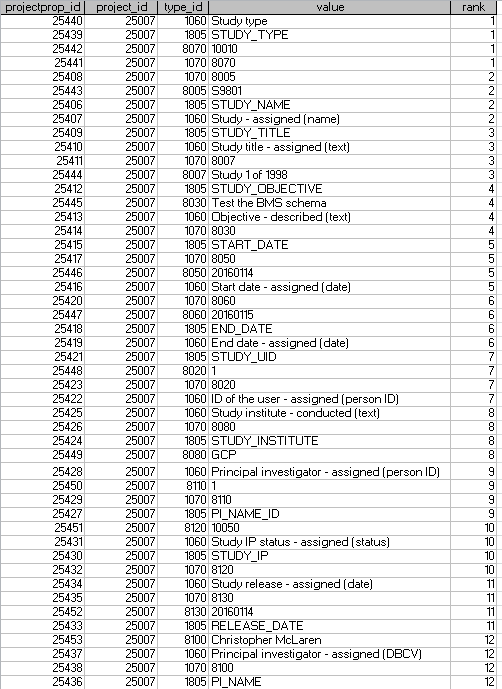 projectprop_id project_id type_id value rank
25440 25007 1060 Study type 1
25439 25007 1805 STUDY_TYPE 1
25442 25007 8070 10010 1
25441 25007 1070 8070 1
25408 25007 1070 8005 2
25443 25007 8005 S9801 2
25406 25007 1805 STUDY_NAME 2
25407 25007 1060 Study - assigned (name) 2
25409 25007 1805 STUDY_TITLE 3
25410 25007 1060 Study title - assigned (text) 3
25411 25007 1070 8007 3
25444 25007 8007 Study 1 of 1998 3
25412 25007 1805 STUDY_OBJECTIVE 4
25445 25007 8030 Test the BMS schema 4
25413 25007 1060 Objective - described (text) 4
25414 25007 1070 8030 4
25415 25007 1805 START_DATE 5
25417 25007 1070 8050 5
25446 25007 8050 20160114 5
25416 25007 1060 Start date - assigned (date) 5
25420 25007 1070 8060 6
25447 25007 8060 20160115 6
25418 25007 1805 END_DATE 6
25419 25007 1060 End date - assigned (date) 6
25421 25007 1805 STUDY_UID 7
25448 25007 8020 1 7
25423 25007 1070 8020 7
25422 25007 1060 ID of the user - assigned (person ID) 7
25425 25007 1060 Study institute - conducted (text) 8
25426 25007 1070 8080 8
25424 25007 1805 STUDY_INSTITUTE 8
25449 25007 8080 GCP 8
25428 25007 1060 Principal investigator - assigned (person ID) 9
25450 25007 8110 1 9
25429 25007 1070 8110 9
25427 25007 1805 PI_NAME_ID 9
25451 25007 8120 10050 10
25431 25007 1060 Study IP status - assigned (status) 10
25430 25007 1805 STUDY_IP 10
25432 25007 1070 8120 10
25434 25007 1060 Study release - assigned (date) 11
25435 25007 1070 8130 11
25452 25007 8130 20160114 11
25433 25007 1805 RELEASE_DATE 11
25453 25007 8100 Christopher McLaren 12
25437 25007 1060 Principal investigator - assigned (DBCV) 12
25438 25007 1070 8100 12
25436 25007 1805 PI_NAME 12